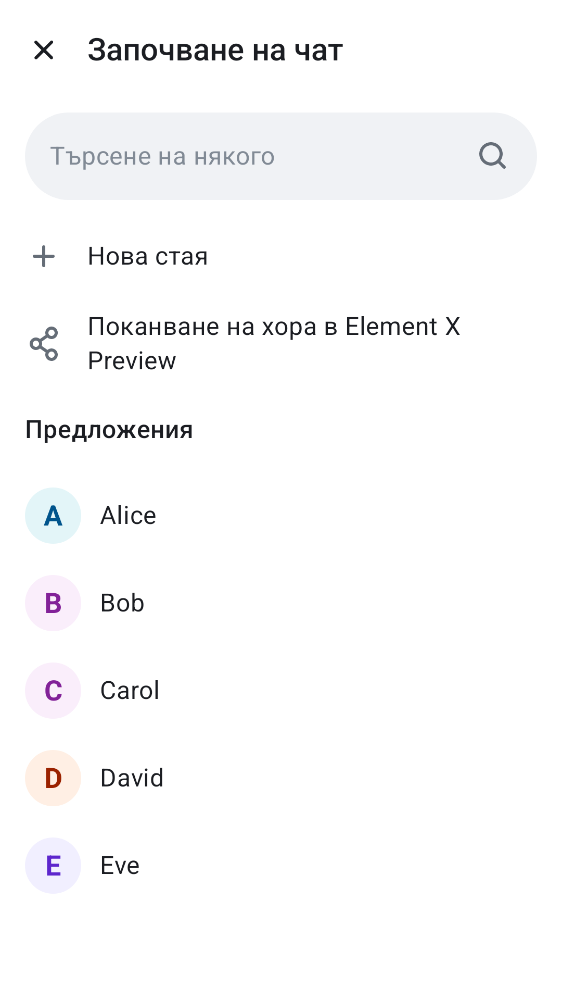 Започване на чат
Търсене на някого
Нова стая
Поканване на хора в Element X
Preview
Предложения
A Alice
B Bob
C Carol
D David
E Eve